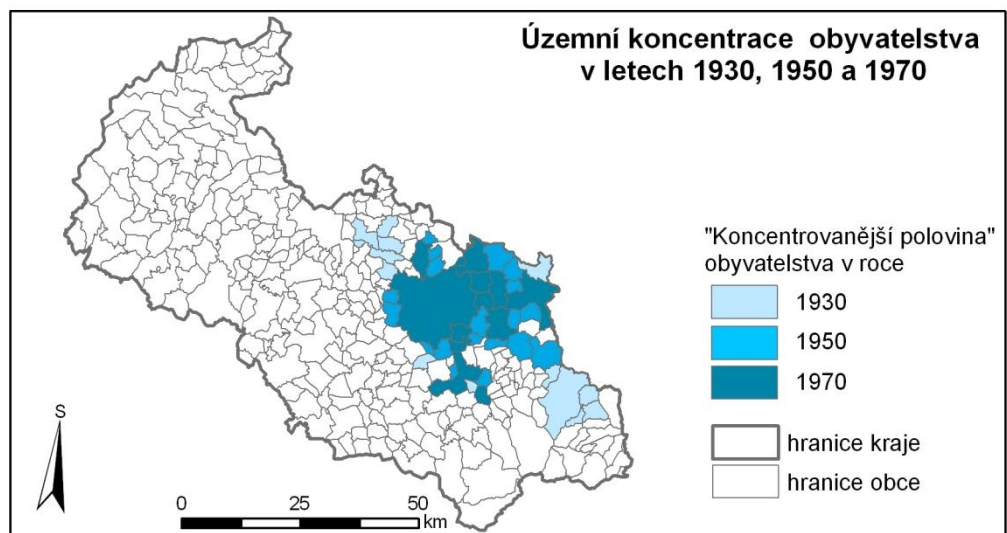 Územní koncentrace obyvatelstva
v letech 1930, 1950 a 1970
"Koncentrovanější polovina"
obyvatelstva v roce
1930
1950
1970
hranice kraje
hranice obce
S
0 25 50
km